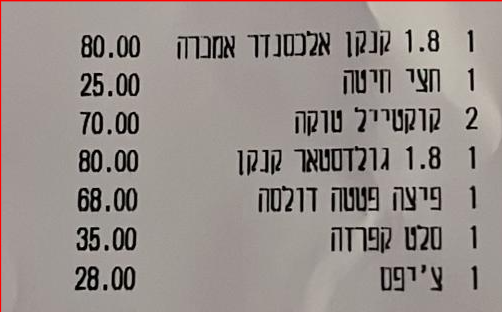 1 1.8 קנקן אלכסנדר אמברה 80.00
1 חצי חיטה 25.00
2 קוקטייל טוקה 70.00
1 1.8 גולדסטאר קנקן 80.00
1 פיצה פטטה דולסה 68.00
1 סלט קפרזה 35.00
1 צ'יפס 28.00